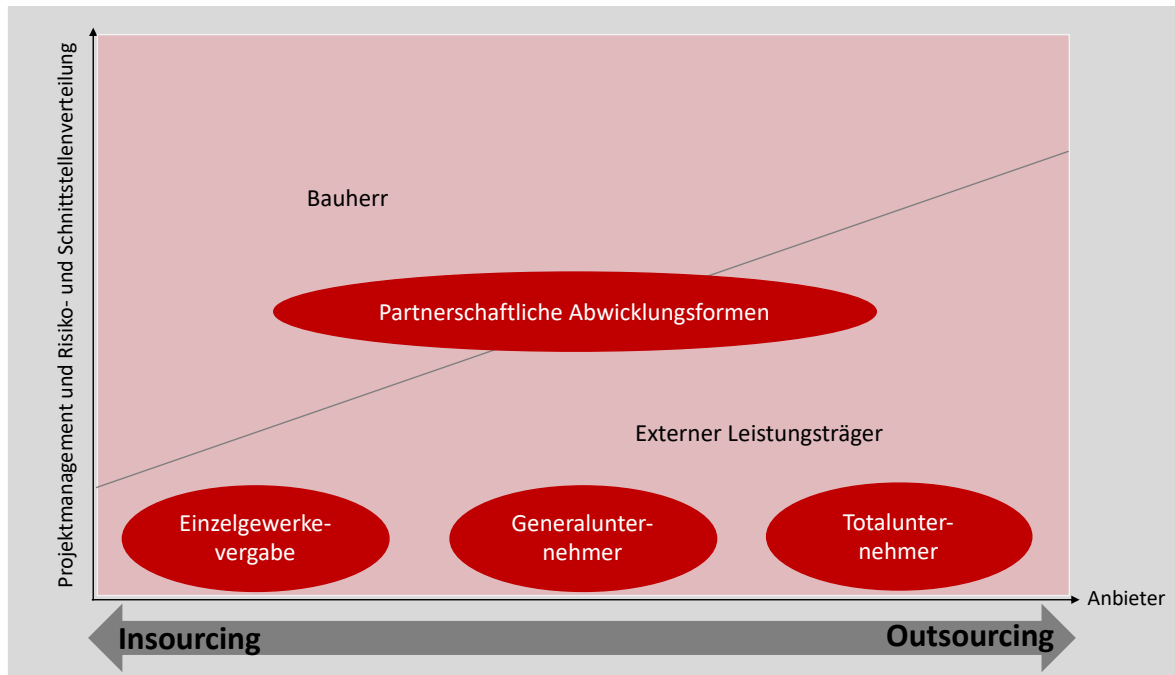 Projektmanagement und Risiko- und Schnittstellenverteilung
Bauherr
Partnerschaftliche Abwicklungsformen
Externer Leistungsträger
Einzelgewerke-
vergabe
Generalunter-
nehmer
Totalunter-
nehmer
Anbieter
Insourcing
Outsourcing